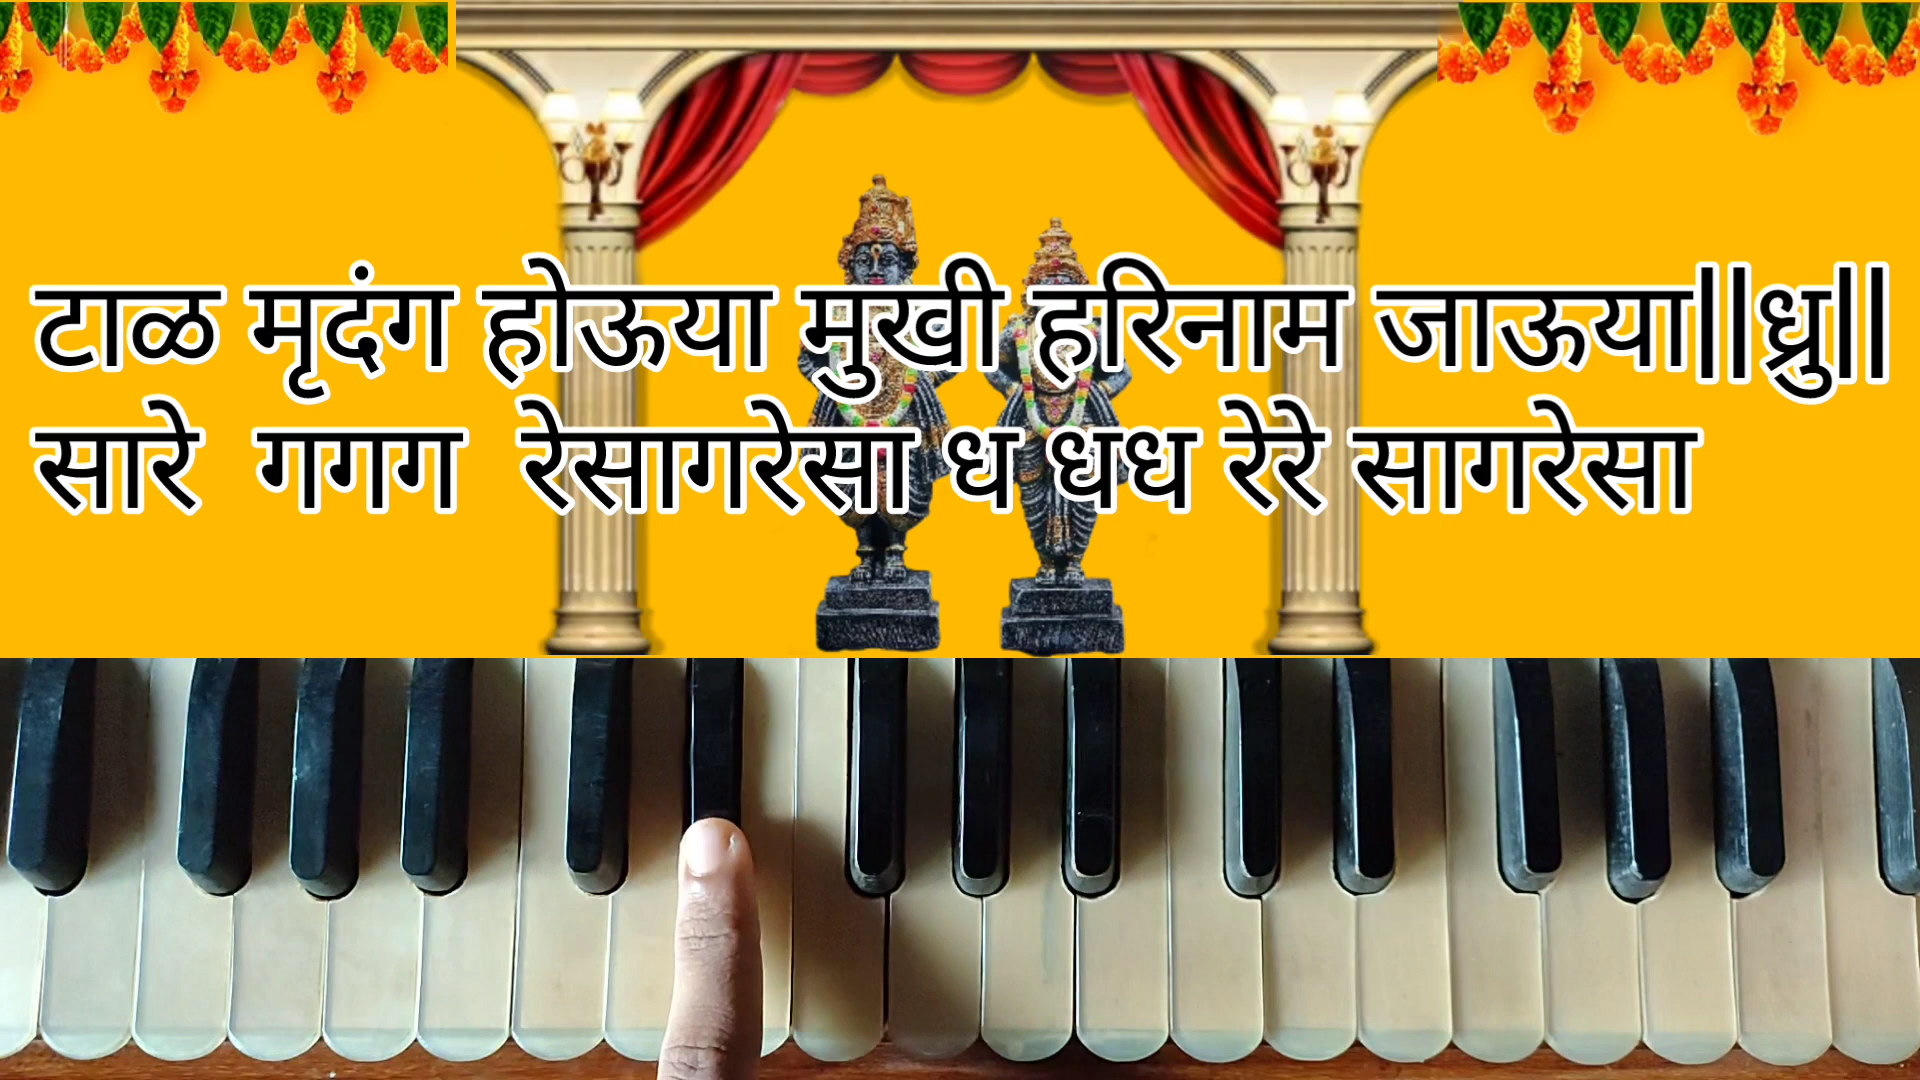 टाळ मृदंग होऊया मुखी हरिनाम जाऊया||ध्रु||
सारे गगग रेसागरेसा ध धध रेरे सागरेसा